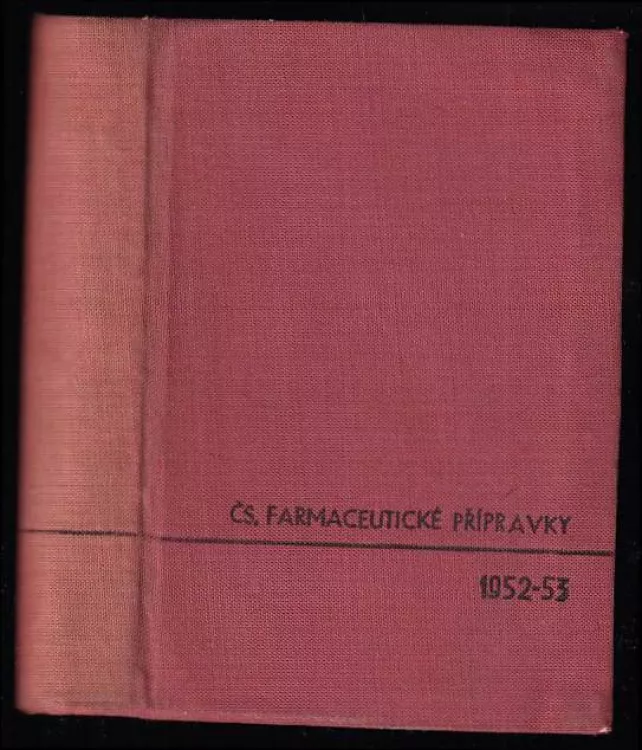 ČS. FARMACEUTICKÉ PŘÍPRAVKY
1952-53